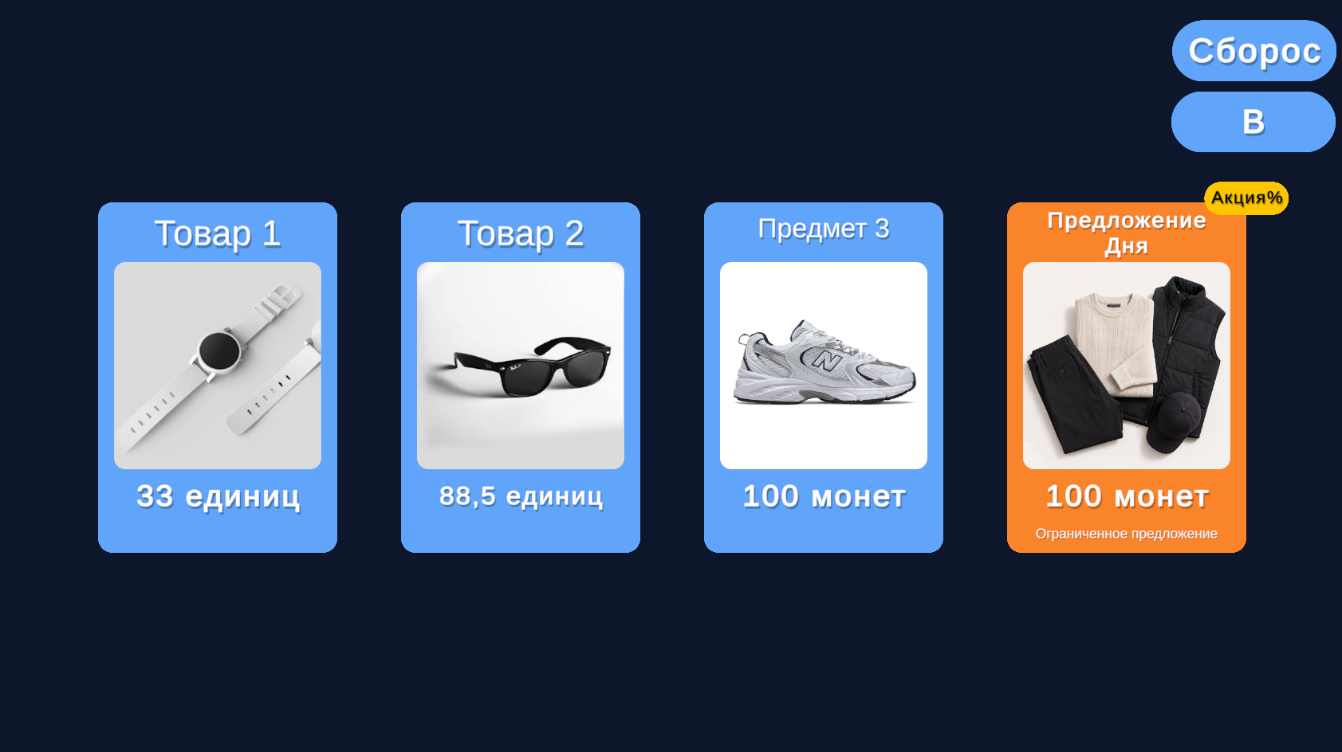 Сборос
В
Акция%
Товар 1
33 единиц
Товар 2
88,5 единиц
Предмет 3
N
100 монет
Предложение
Дня
100 монет
Ограниченное предложение